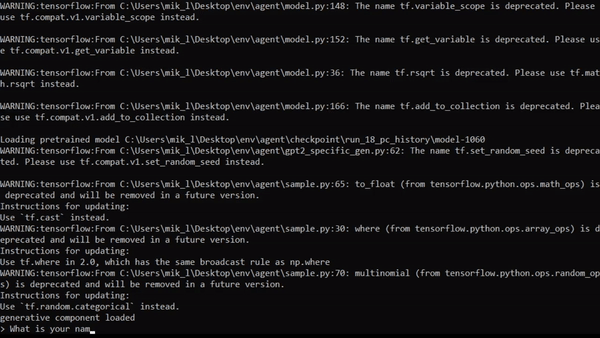 WARNING:tensorflow:From C:\Users\mik_l\Desktop\env\agent\model.py:148: The name tf.variable_scope is deprecated. Please
use tf.compat.v1.variable_scope instead.
WARNING:tensorflow:From C:\Users\mik_l\Desktop\env\agent\model.py:152: The name tf.get_variable is deprecated. Please us
e tf.compat.v1.get_variable instead.
WARNING:tensorflow:From C:\Users\mik_l\Desktop\env\agent\model.py:36: The name tf.rsqrt is deprecated. Please use tf.mat
h.rsqrt instead.
WARNING:tensorflow:From C:\Users\mik_l\Desktop\env\agent\model.py:166: The name tf.add_to_collection is deprecated. Plea
se use tf.compat.v1.add_to_collection instead.
Loading pretrained model C:\Users\mik_l\Desktop\env\agent\checkpoint\run_18_pc_history\model-1060
WARNING:tensorflow:From C:\Users\mik_l\Desktop\env\agent\gpt2_specific_gen.py:62: The name tf.set_random_seed is depreca
ted. Please use tf.compat.v1.set_random_seed instead.
WARNING:tensorflow:From C:\Users\mik_l\Desktop\env\agent\sample.py:65: to_float (from tensorflow.python.ops.math_ops) is
deprecated and will be removed in a future version.
Instructions for updating:
Use `tf.cast` instead.
WARNING:tensorflow:From C:\Users\mik_l\Desktop\env\agent\sample.py:30: where (from tensorflow.python.ops.array_ops) is d
eprecated and will be removed in a future version.
Instructions for updating:
Use tf.where in 2.0, which has the same broadcast rule as np.where
WARNING:tensorflow:From C:\Users\mik_l\Desktop\env\agent\sample.py:70: multinomial (from tensorflow.python.ops.random_op
s) is deprecated and will be removed in a future version.
Instructions for updating:
Use `tf.random.categorical` instead.
generative component loaded
> What is your nam